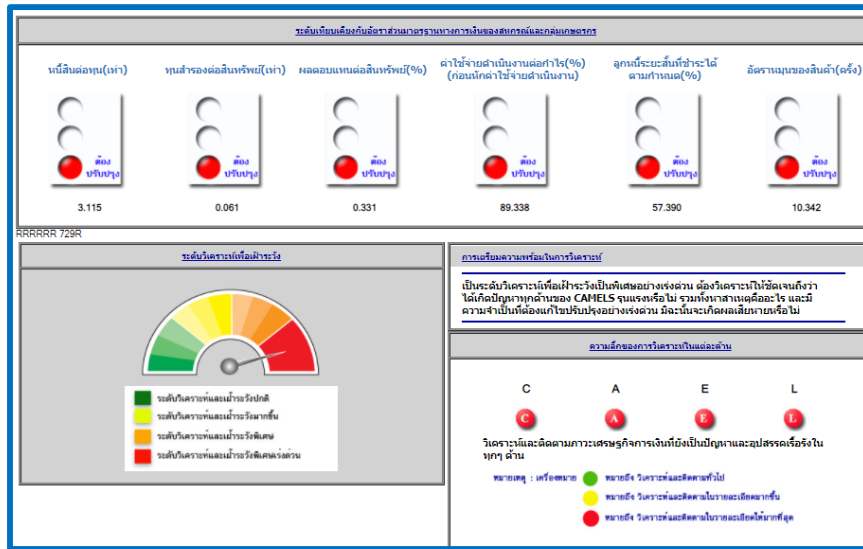 ระดับเทียบเคียงกับอัตราส่วนมาตรฐานทางการเงินของสหกรณ์และกลุ่มเกษตรกร
หนี้สินต่อทุน(เท่า)
ทุนสำรองต่อสินทรัพย์(เท่า)
ผลตอบแทนต่อสินทรัพย์(%)
ค่าใช้จ่ายดำเนินงานต่อกำไร(%)
(ก่อนหักค่าใช้จ่ายดำเนินงาน)
ลูกหนี้ระยะสั้นที่ชำระได้
ตามกำหนด(%)
อัตราหมุนของสินค้า(ครั้ง)
ต้อง
ปรับปรุง
ต้อง
ปรับปรุง
ต้อง
ปรับปรุง
ต้อง
ปรับปรุง
ต้อง
ปรับปรุง
ต้อง
ปรับปรุง
3.115
0.061
0.331
89.338
57.390
10.342
RRRRRR 729R
ระดับวิเคราะห์เพื่อเฝ้าระวัง
ระดับวิเคราะห์และเฝ้าระวังปกติ
ระดับวิเคราะห์และเฝ้าระวังมากขึ้น
ระดับวิเคราะห์และเฝ้าระวังพิเศษ
ระดับวิเคราะห์และเฝ้าระวังพิเศษเร่งด่วน
การเตรียมความพร้อมในการวิเคราะห์
เป็นระดับวิเคราะห์เพื่อเฝ้าระวังเป็นพิเศษอย่างเร่งด่วน ต้องวิเคราะห์ให้ชัดเจนถึงว่า
ได้เกิดปัญหาทุกด้านของ CAMELS รุนแรงหรือไม่ รวมทั้งหาสาเหตุคืออะไร และมี
ความจำเป็นที่ต้องแก้ไขปรับปรุงอย่างเร่งด่วน มิฉะนั้นจะเกิดผลเสียหายหรือไม่
ความลึกของการวิเคราะห์ในแต่ละด้าน
C A E L
C A E L
วิเคราะห์และติดตามภาวะเศรษฐกิจการเงินที่ยังเป็นปัญหาและอุปสรรคเรื้อรังใน
ทุกๆ ด้าน
หมายเหตุ : เครื่องหมาย หมายถึง วิเคราะห์และติดตามทั่วไป
หมายถึง วิเคราะห์และติดตามในรายละเอียดมากขึ้น
หมายถึง วิเคราะห์และติดตามในรายละเอียดให้มากที่สุด